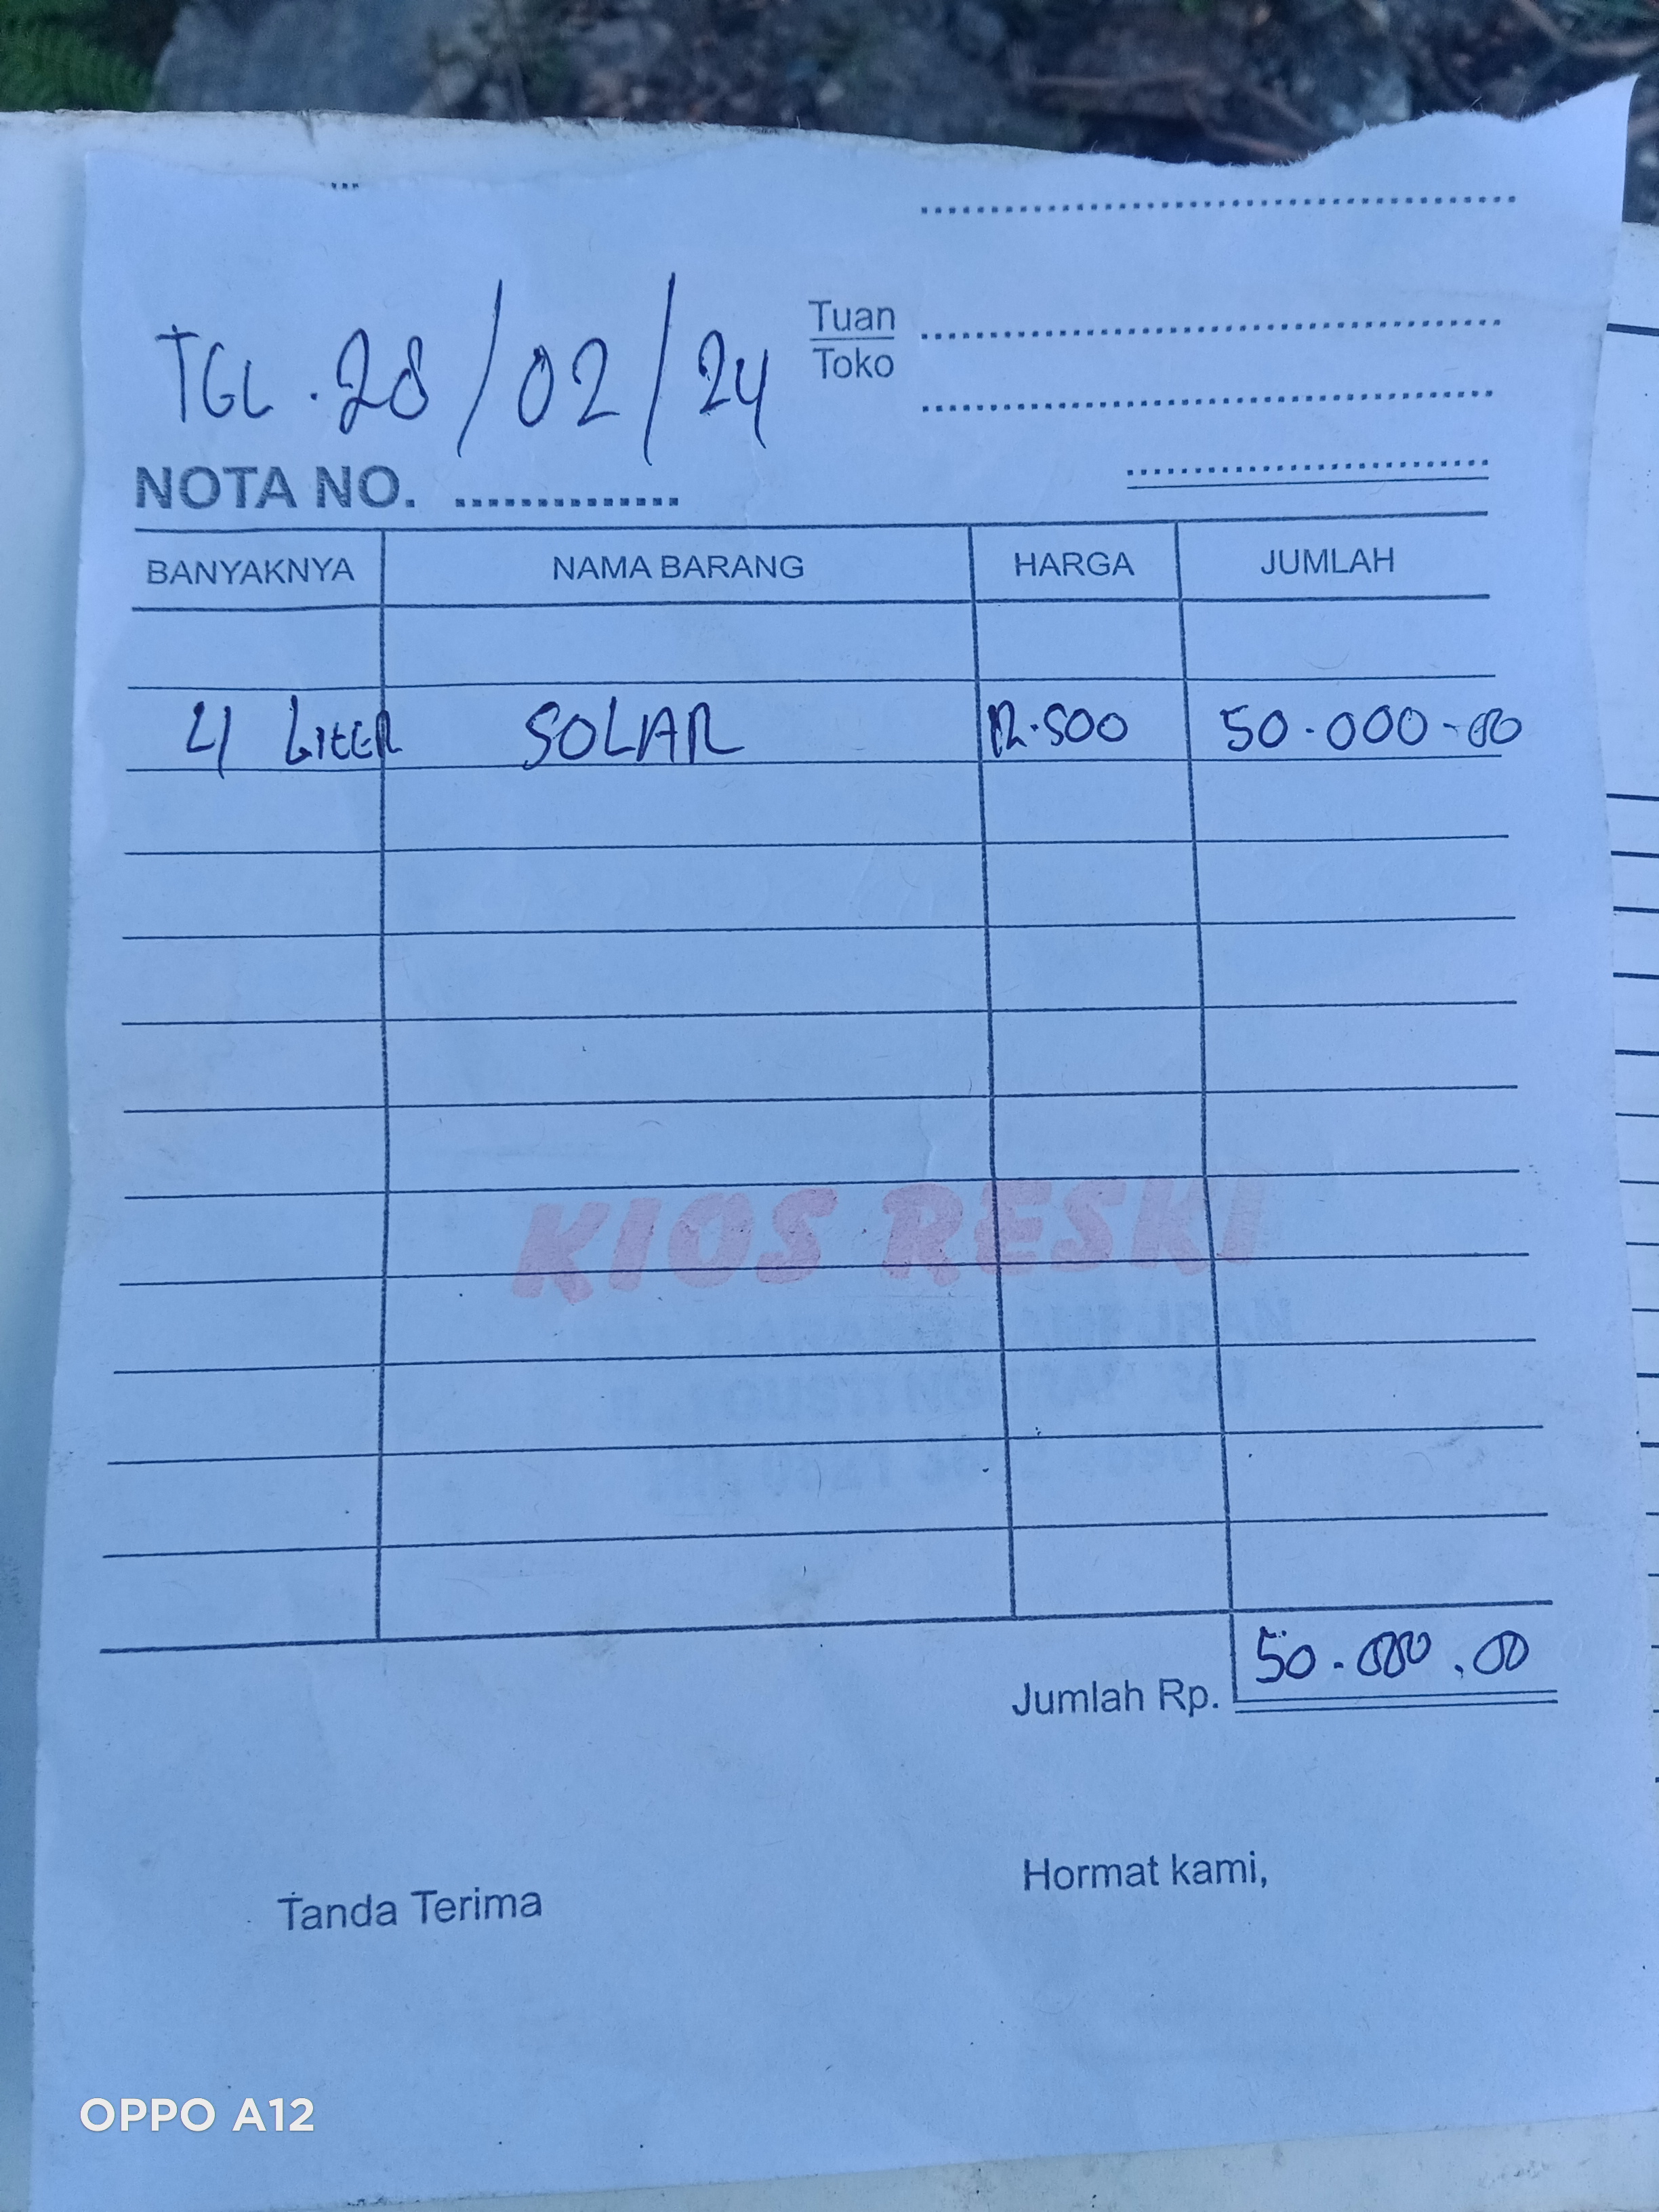 Tuan
Toko
TGL . 28/02/24
NOTA NO. ..............
BANYAKNYA NAMA BARANG HARGA JUMLAH
4 LITER SOLAR 12.500 50.000-00
KIOS RESKI
Jumlah Rp. 50.000.00
Tanda Terima Hormat kami,
OPPO A12